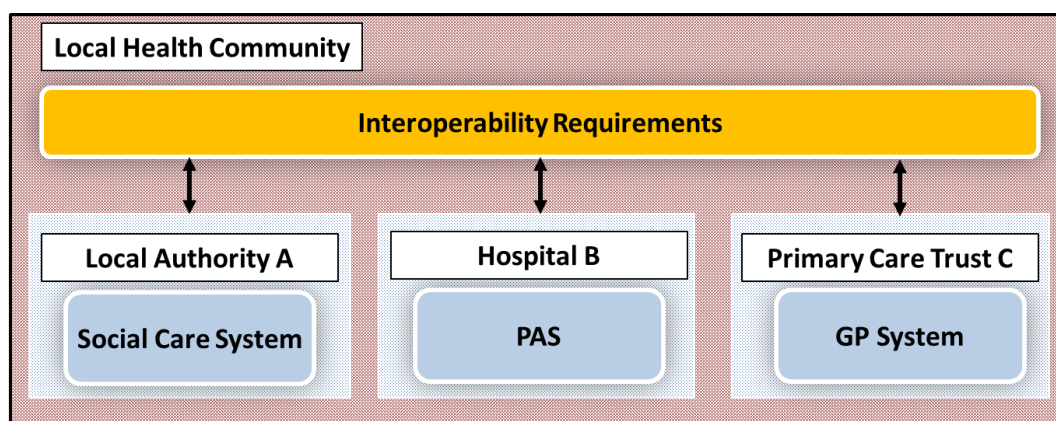 Local Health Community
Interoperability Requirements
Local Authority A
Hospital B
Primary Care Trust C
Social Care System
PAS
GP System